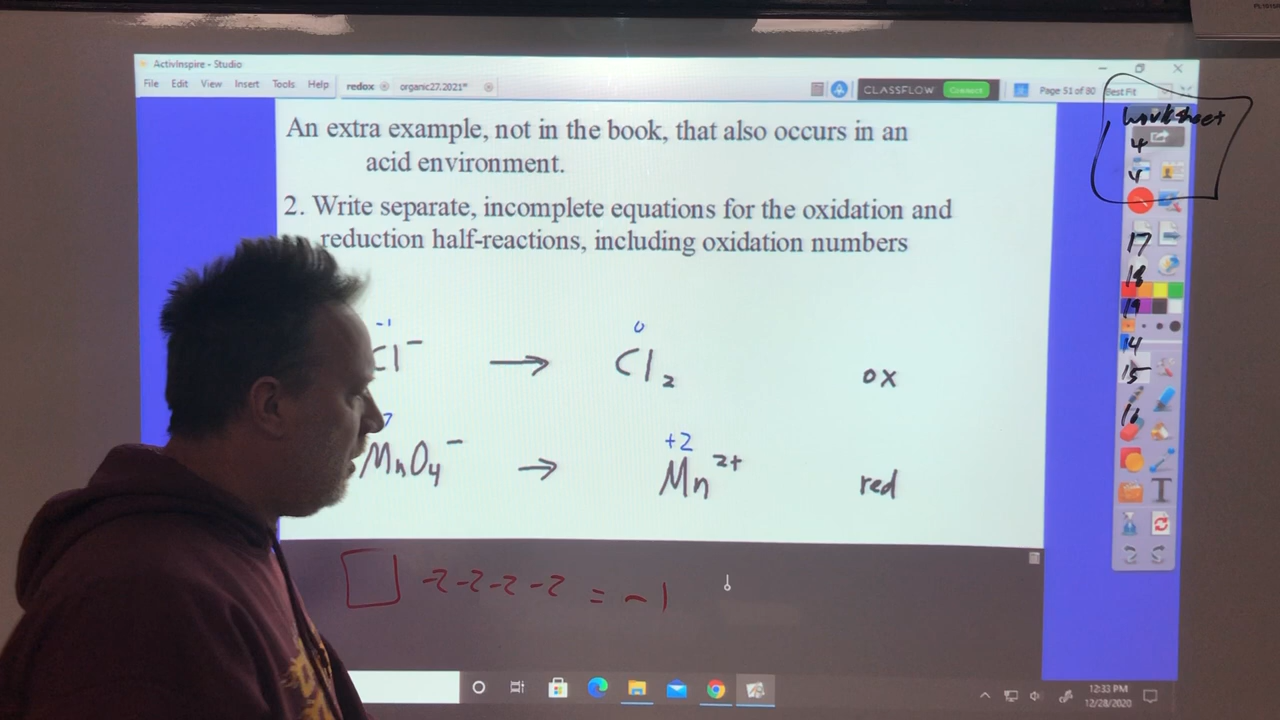 ActivInspire - Studio
File Edit View Insert Tools Help redox organic27.2021* CLASSFLOW Connect Page 51 of 80 Best Fit
An extra example, not in the book, that also occurs in an
acid environment.
2. Write separate, incomplete equations for the oxidation and
reduction half-reactions, including oxidation numbers
-1 0
Cl⁻ → Cl₂ ox
7 +2
MnO₄⁻ → Mn²⁺ red
□ -2-2-2-2 = -1
worksheet
4
4
17
18
19
14
15
16
T
12:33 PM
12/28/2020